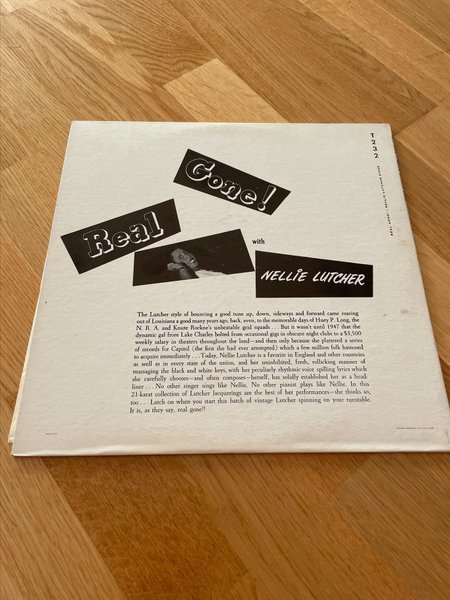 T232
Gone!
Real
with
NELLIE LUTCHER
The Lutcher style of bouncing a good tune up, down, sideways and forward came roaring
out of Louisiana a good many years ago, back, even, to the memorable days of Huey P. Long, the
N. R. A. and Knute Rockne's unbeatable grid squads . . . But it wasn't until 1947 that the
dynamic gal from Lake Charles bolted from occasional gigs in obscure night clubs to a $3,500
weekly salary in theaters throughout the land—and then only because she plattered a series
of records for Capitol (the first she had ever attempted) which a few million folk hastened
to acquire immediately . . . Today, Nellie Lutcher is a favorite in England and other countries
as well as in every state of the union, and her uninhibited, fresh, rollicking manner of
massaging the black and white keys, with her peculiarly rhythmic voice spilling lyrics which
she carefully chooses—and often composes—herself, has solidly established her as a head
liner . . . No other singer sings like Nellie. No other pianist plays like Nellie. In this
21-karat collection of Lutcher lacquerings are the best of her performances—she thinks so,
too . . Latch on when you start this batch of vintage Lutcher spinning on your turntable.
It is, as they say, real gone!!